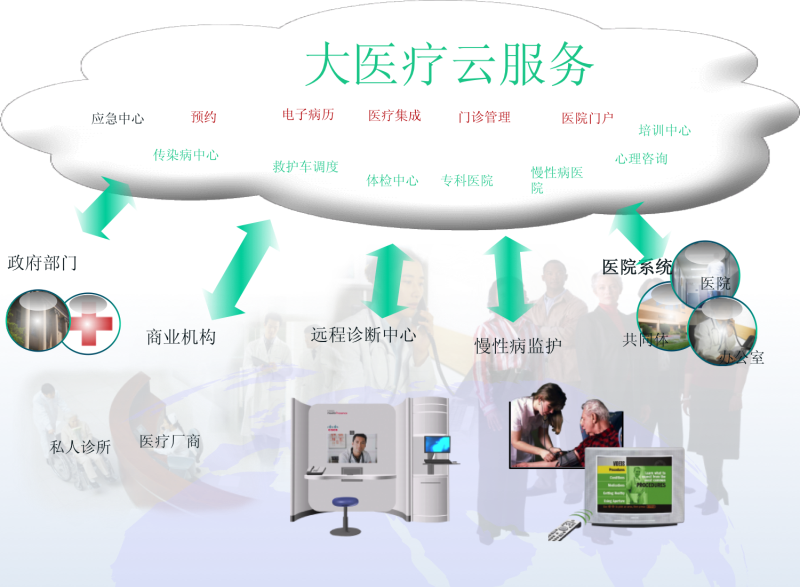 大医疗云服务
应急中心
预约
电子病历
医疗集成
门诊管理
医院门户
培训中心
传染病中心
救护车调度
体检中心
专科医院
慢性病医
院
心理咨询
政府部门
商业机构
远程诊断中心
慢性病监护
医院系统
医院
共同体
办公室
私人诊所
医疗厂商
PROCEDURES